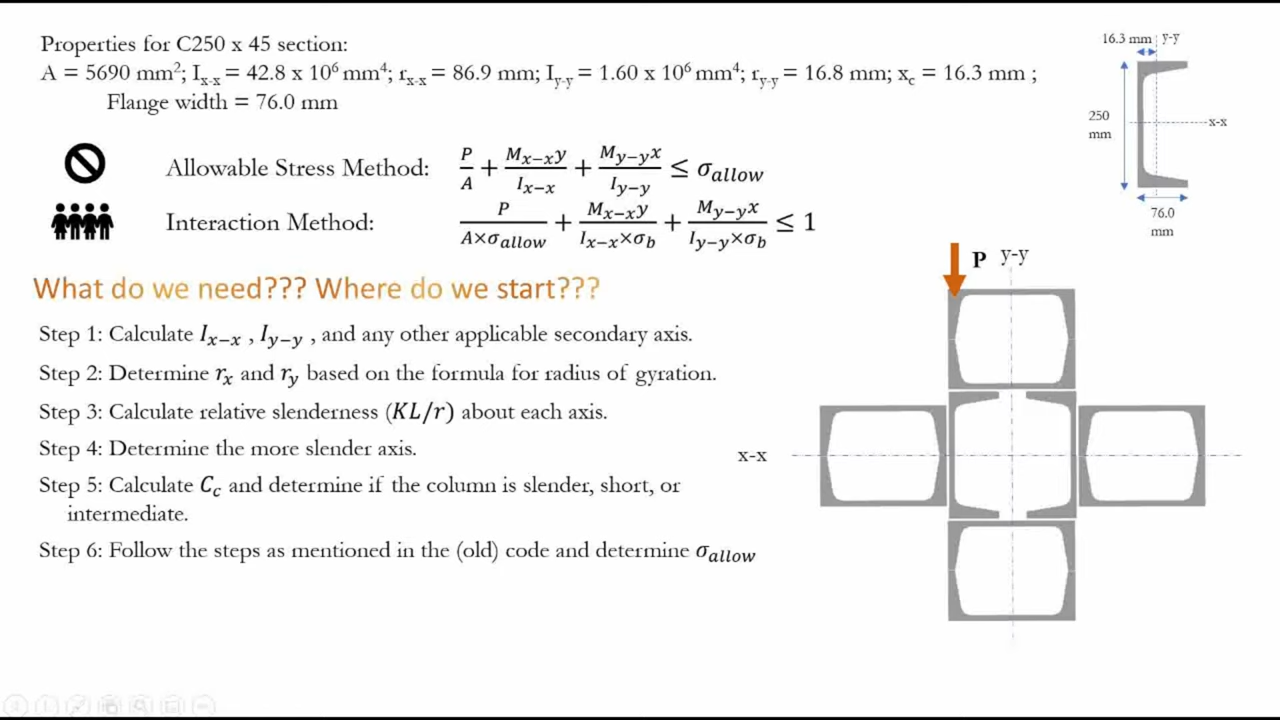 Properties for C250 x 45 section:
A = 5690 mm²; Iₓ₋ₓ = 42.8 x 10⁶ mm⁴; rₓ₋ₓ = 86.9 mm; I_y-y = 1.60 x 10⁶ mm⁴; r_y-y = 16.8 mm; x_c = 16.3 mm ;
Flange width = 76.0 mm
16.3 mm y-y
250
mm
x-x
76.0
mm
Allowable Stress Method: P/A + M_x−x y/I_x−x + M_y−y x/I_y−y ≤ σ_allow
Interaction Method: P/(A×σ_allow) + M_x−x y/(I_x−x×σ_b) + M_y−y x/(I_y−y×σ_b) ≤ 1
What do we need??? Where do we start???
Step 1: Calculate I_x−x , I_y−y , and any other applicable secondary axis.
Step 2: Determine r_x and r_y based on the formula for radius of gyration.
Step 3: Calculate relative slenderness (KL/r) about each axis.
Step 4: Determine the more slender axis.
Step 5: Calculate C_c and determine if the column is slender, short, or
intermediate.
Step 6: Follow the steps as mentioned in the (old) code and determine σ_allow
P y-y
x-x